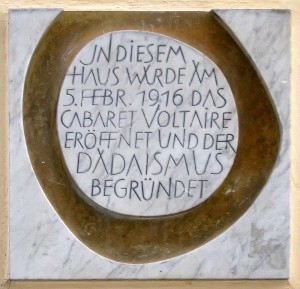 IN DIESEM
HAUS WURDE AM
5. FEBR. 1916 DAS
CABARET VOLTAIRE
ERÖFFNET UND DER
DADAISMUS
BEGRÜNDET